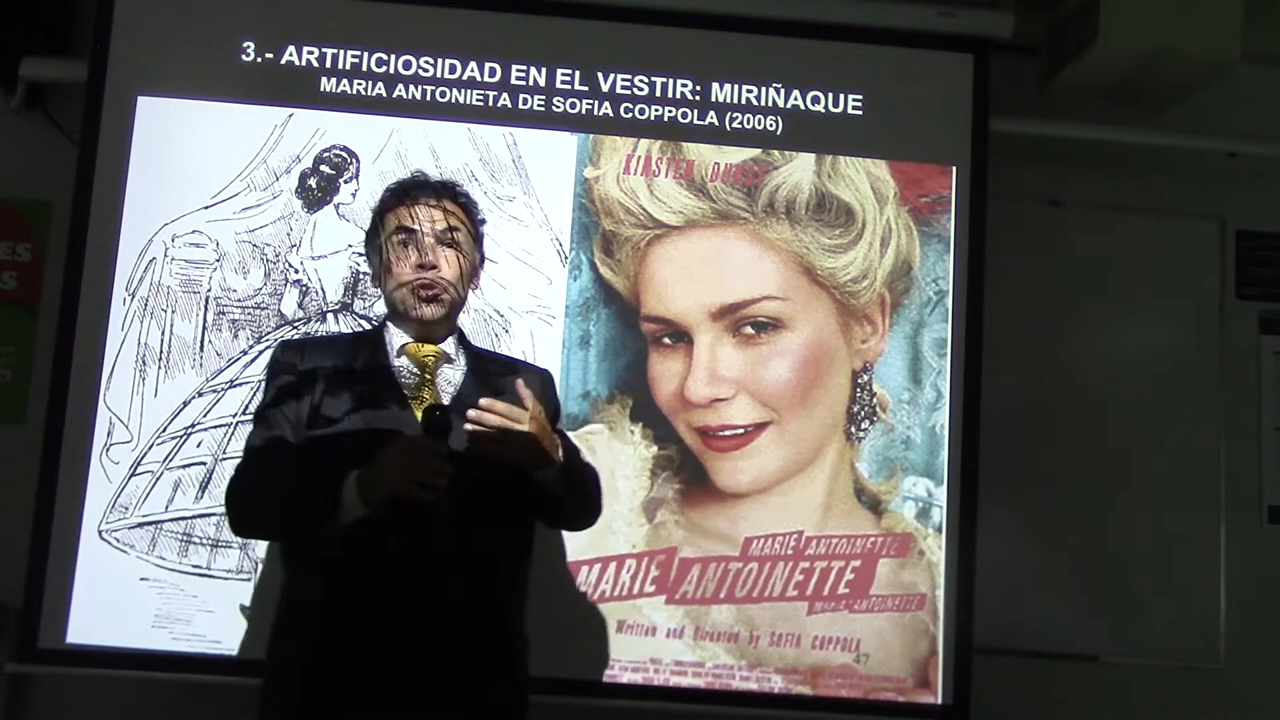 3.- ARTIFICIOSIDAD EN EL VESTIR: MIRIÑAQUE
MARIA ANTONIETA DE SOFIA COPPOLA (2006)
KIRSTEN DUNST
MARIE ANTOINETTE
MARIE ANTOINETTE
MARIE ANTOINETTE
Written and Directed by SOFIA COPPOLA
47
ES
S